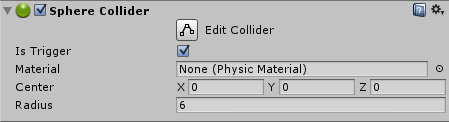 Sphere Collider
Edit Collider
Is Trigger
Material None (Physic Material)
Center X 0 Y 0 Z 0
Radius 6